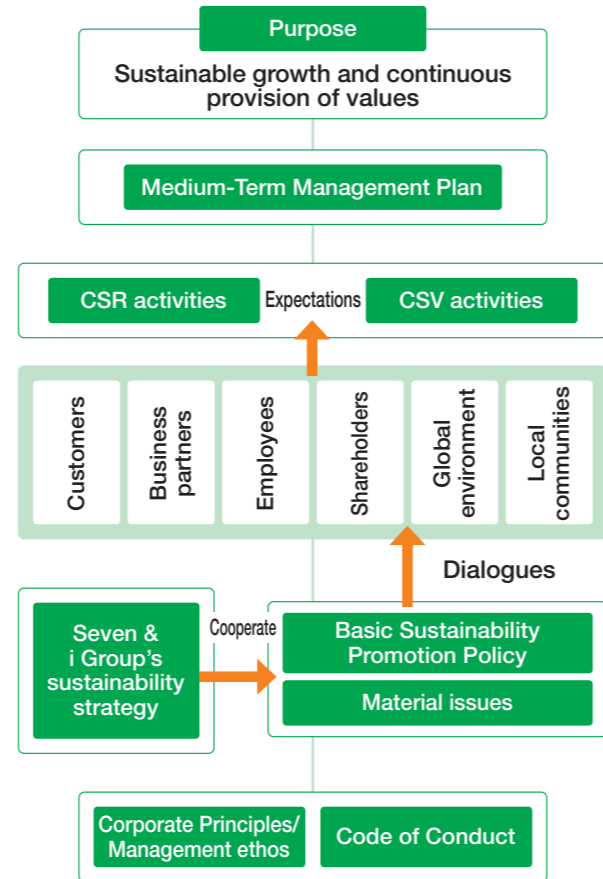 Purpose
Sustainable growth and continuous
provision of values
Medium-Term Management Plan
CSR activities
Expectations
CSV activities
Customers
Business
partners
Employees
Shareholders
Global
environment
Local
communities
Dialogues
Seven &
i Group's
sustainability
strategy
Cooperate
Basic Sustainability
Promotion Policy
Material issues
Corporate Principles/
Management ethos
Code of Conduct